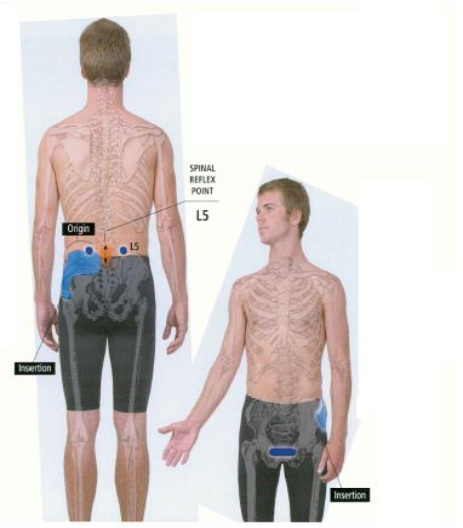 SPINAL
REFLEX
POINT
L5
Origin
L5
Insertion
Insertion